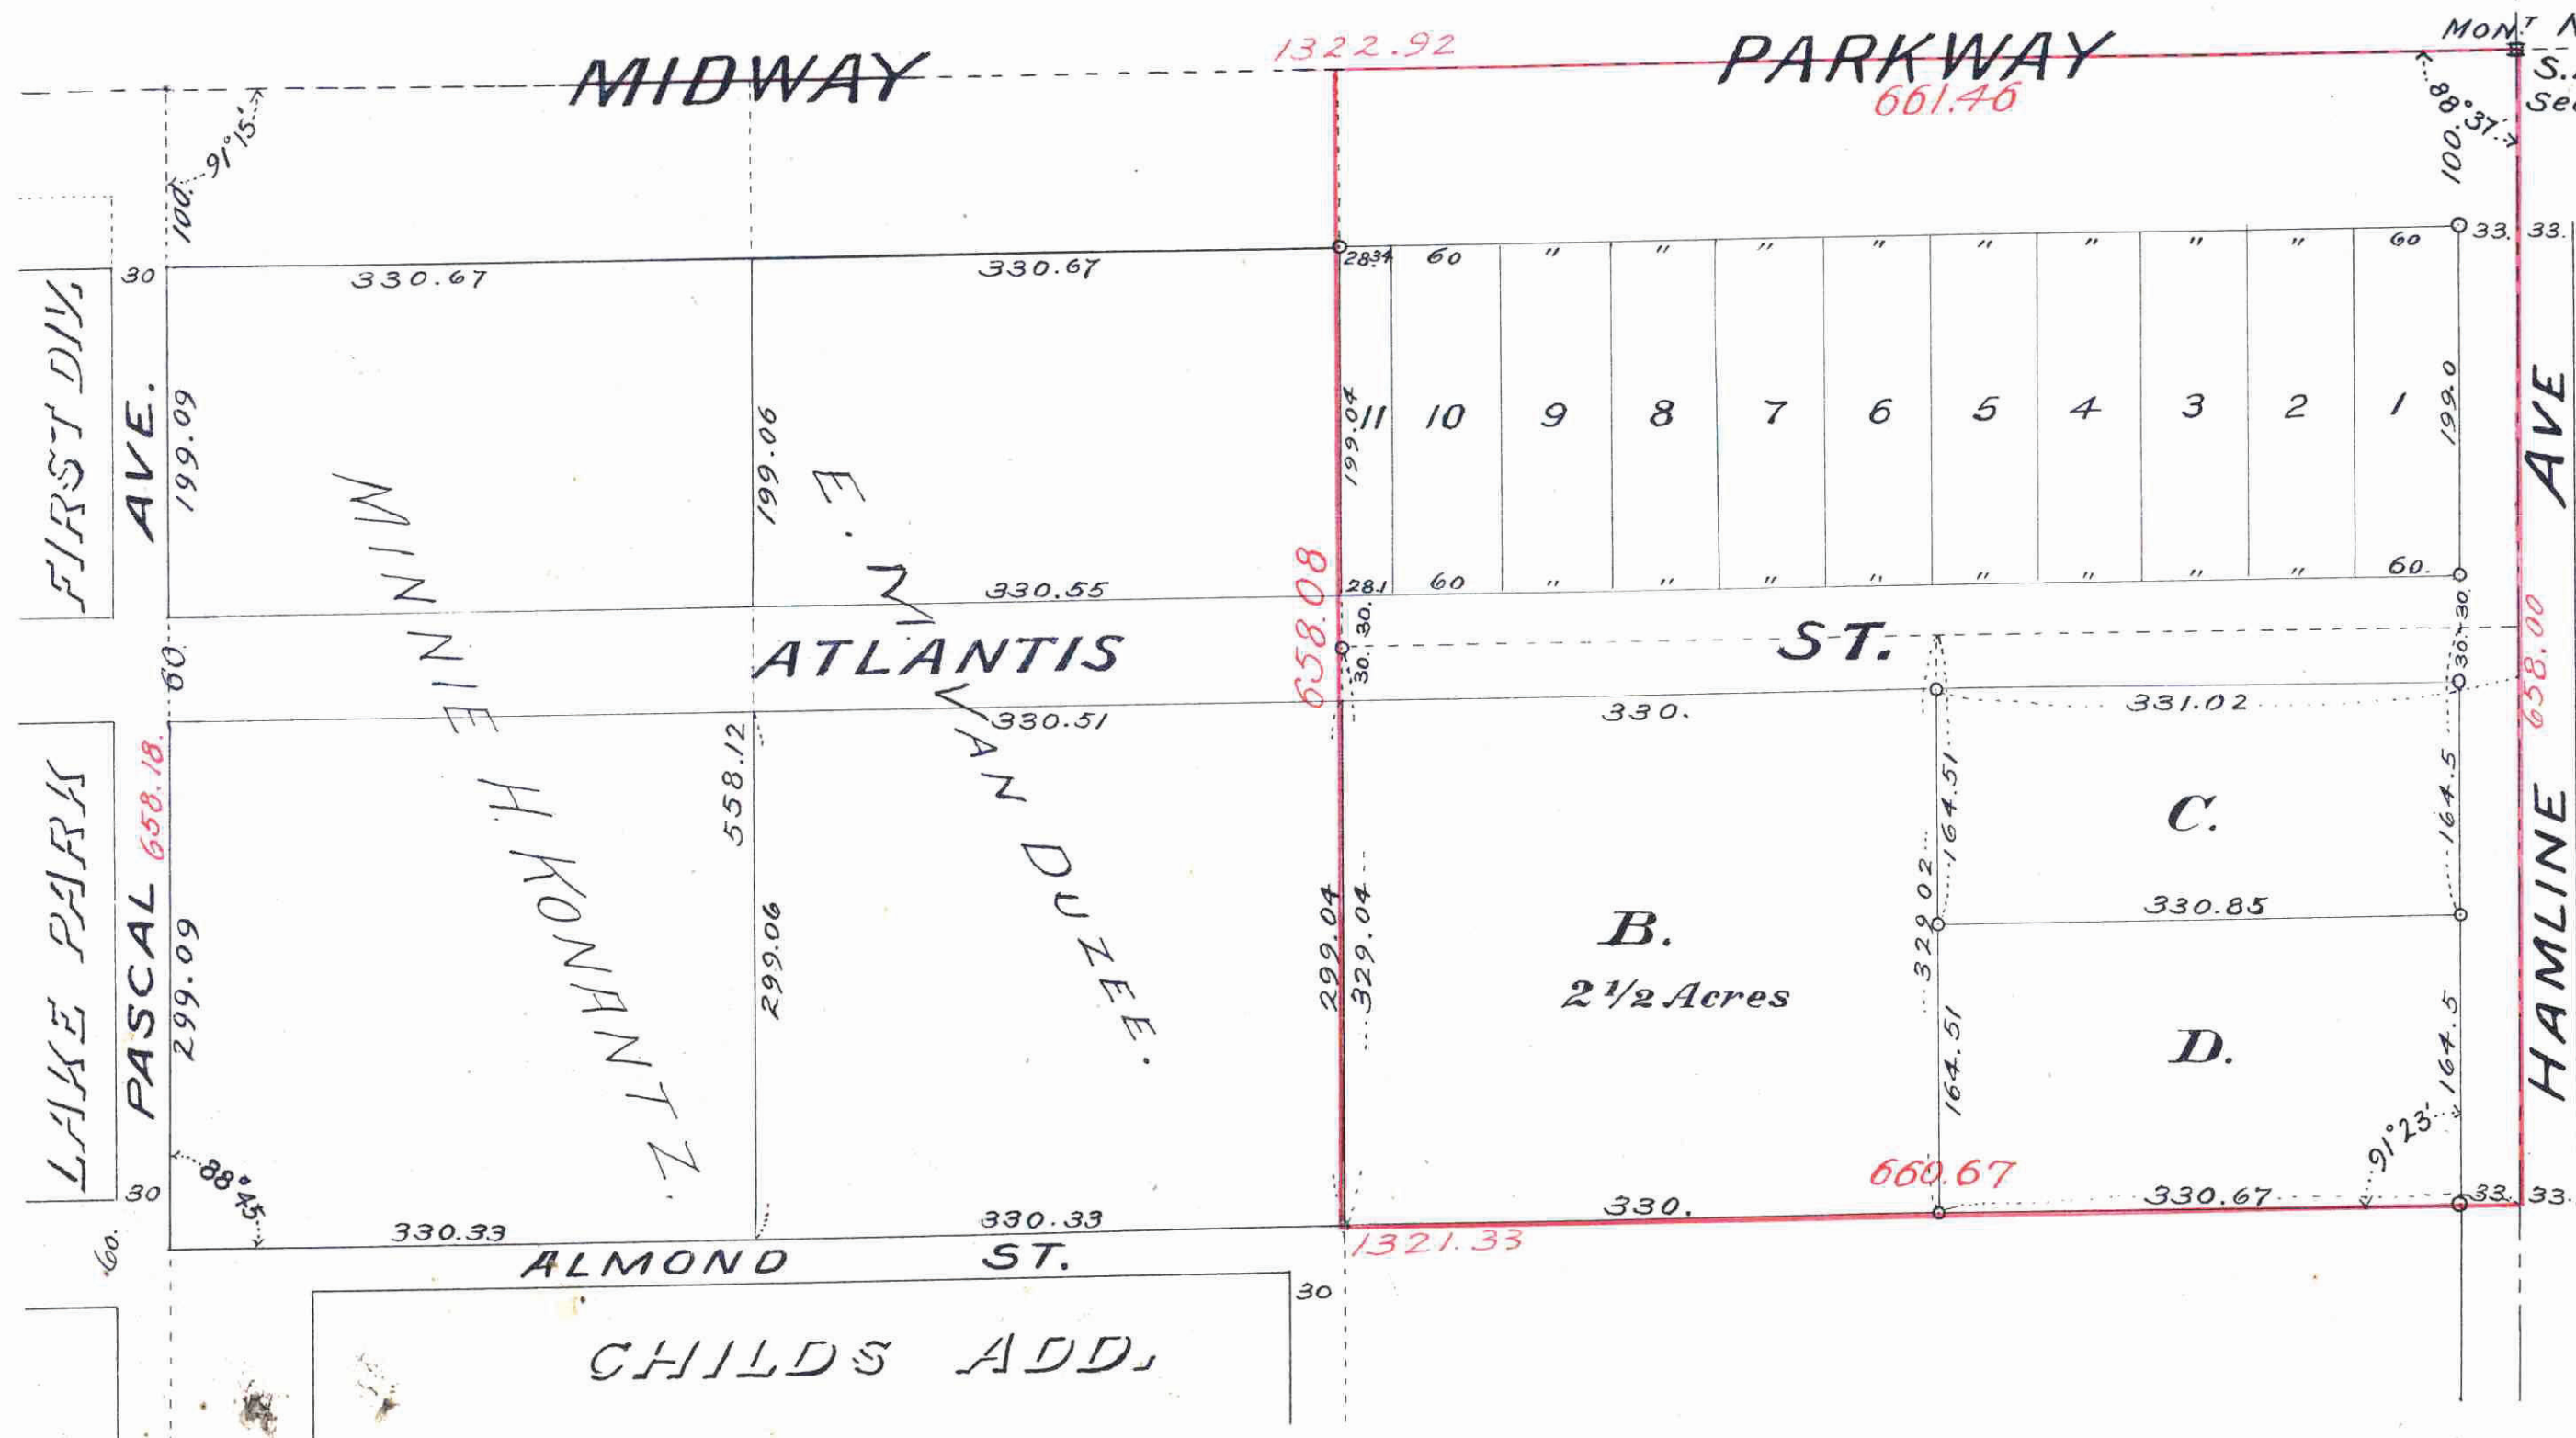 MIDWAY PARKWAY
1322.92
661.46
MON.T N
S.
Sec
88°37'
100.
91°15'
100.
30
330.67
330.67
28.34 60 " " " " " " " " 60
33. 33.
FIRST DIV.
AVE.
199.09
199.06
199.04
11 10 9 8 7 6 5 4 3 2 1
199.0
HAMLINE AVE
MINNIE H. KONANTZ.
E. M. VAN DUZEE.
330.55
28.1 60 " " " " " " " " 60.
658.08
30.
30.
30. 30.
658.00
60.
ATLANTIS ST.
330.51
330.
331.02
LAKE PARK
PASCAL
658.18.
558.12
299.09
299.06
299.04
329.04
B.
2 1/2 Acres
329.02
164.51
C.
164.5
330.85
164.51
D.
164.5
91°23'
30
88°45'
660.67
330.33
330.33
330.
330.67
33. 33.
60.
ALMOND ST.
1321.33
30
CHILDS ADD.